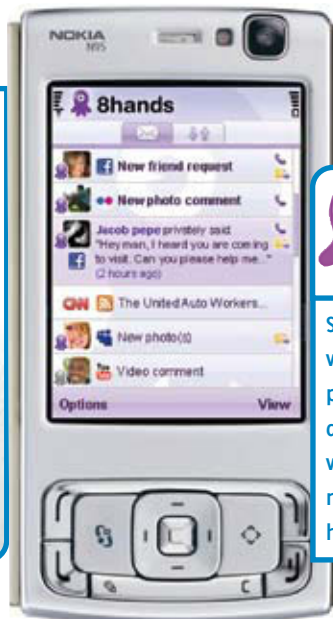 NOKIA
N95
8hands
New friend request
New photo comment
Jacob pepe privately said
"Hey man, I heard you are coming
to visit. Can you please help me..."
(2 hours ago)
CNN The United Auto Workers...
New photo(s)
You Tube Video comment
Options View
C